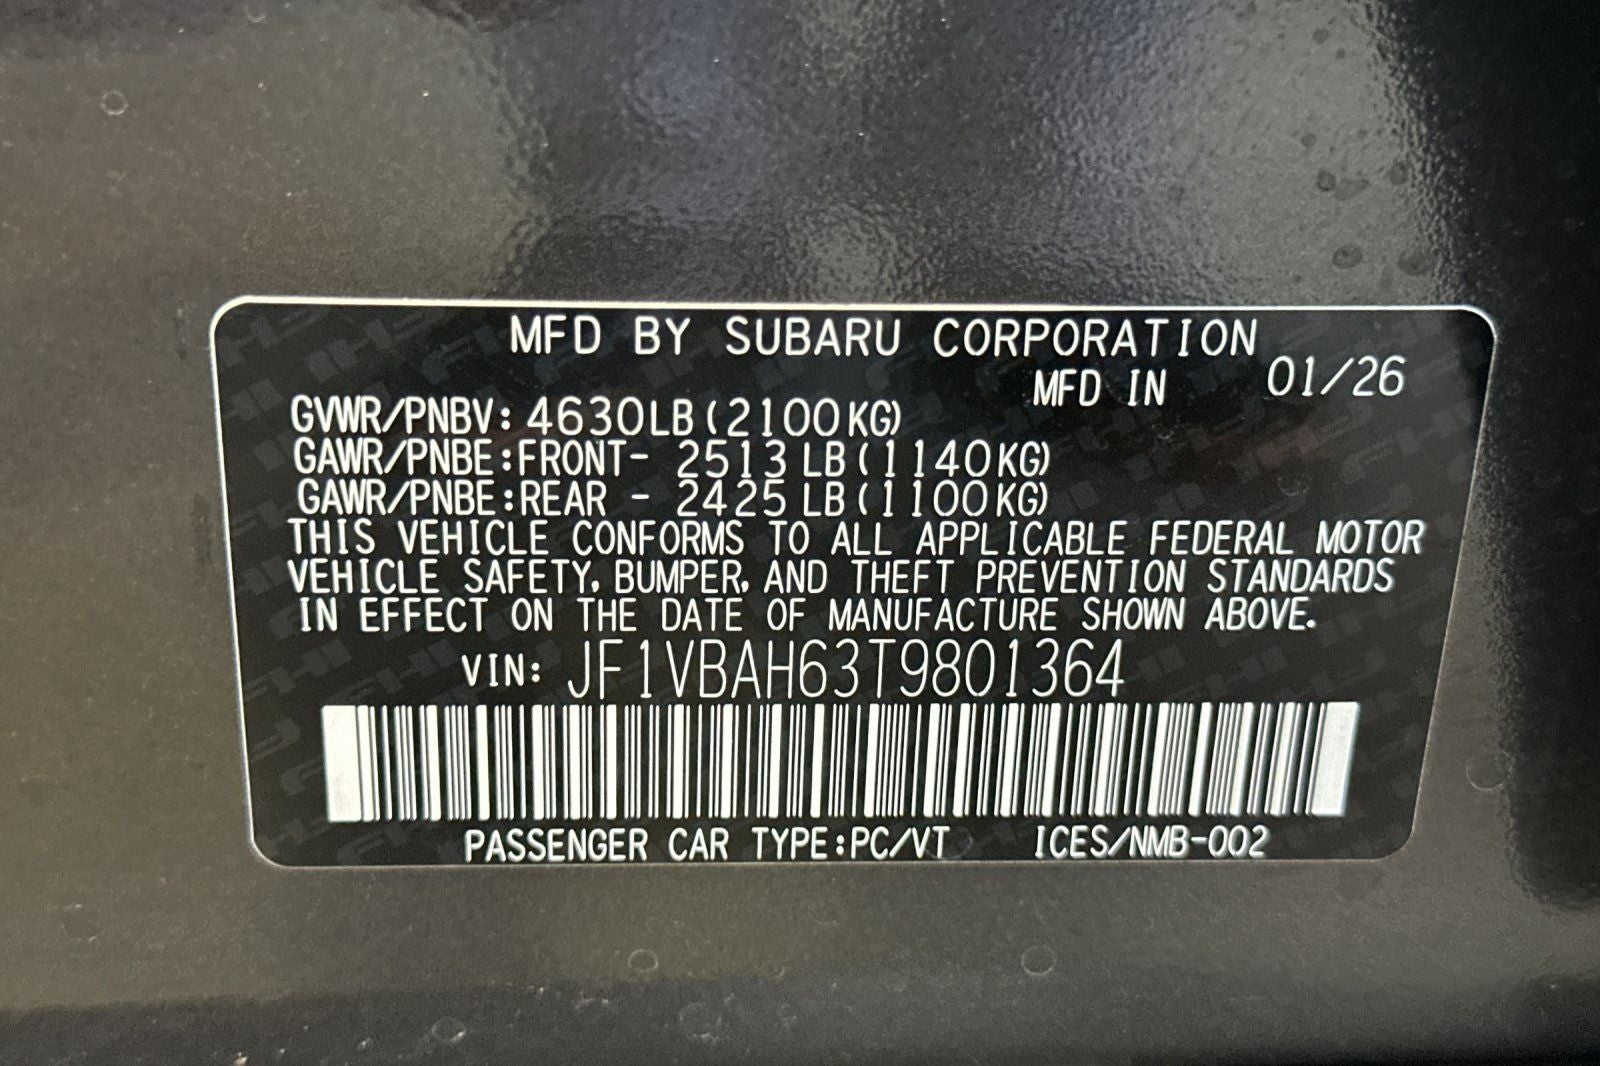 MFD BY SUBARU CORPORATION
MFD IN 01/26
GVWR/PNBV: 4630LB (2100KG)
GAWR/PNBE:FRONT- 2513 LB (1140KG)
GAWR/PNBE:REAR - 2425 LB (1100KG)
THIS VEHICLE CONFORMS TO ALL APPLICABLE FEDERAL MOTOR
VEHICLE SAFETY, BUMPER, AND THEFT PREVENTION STANDARDS
IN EFFECT ON THE DATE OF MANUFACTURE SHOWN ABOVE.
VIN: JF1VBAH63T9801364
PASSENGER CAR TYPE:PC/VT ICES/NMB-002